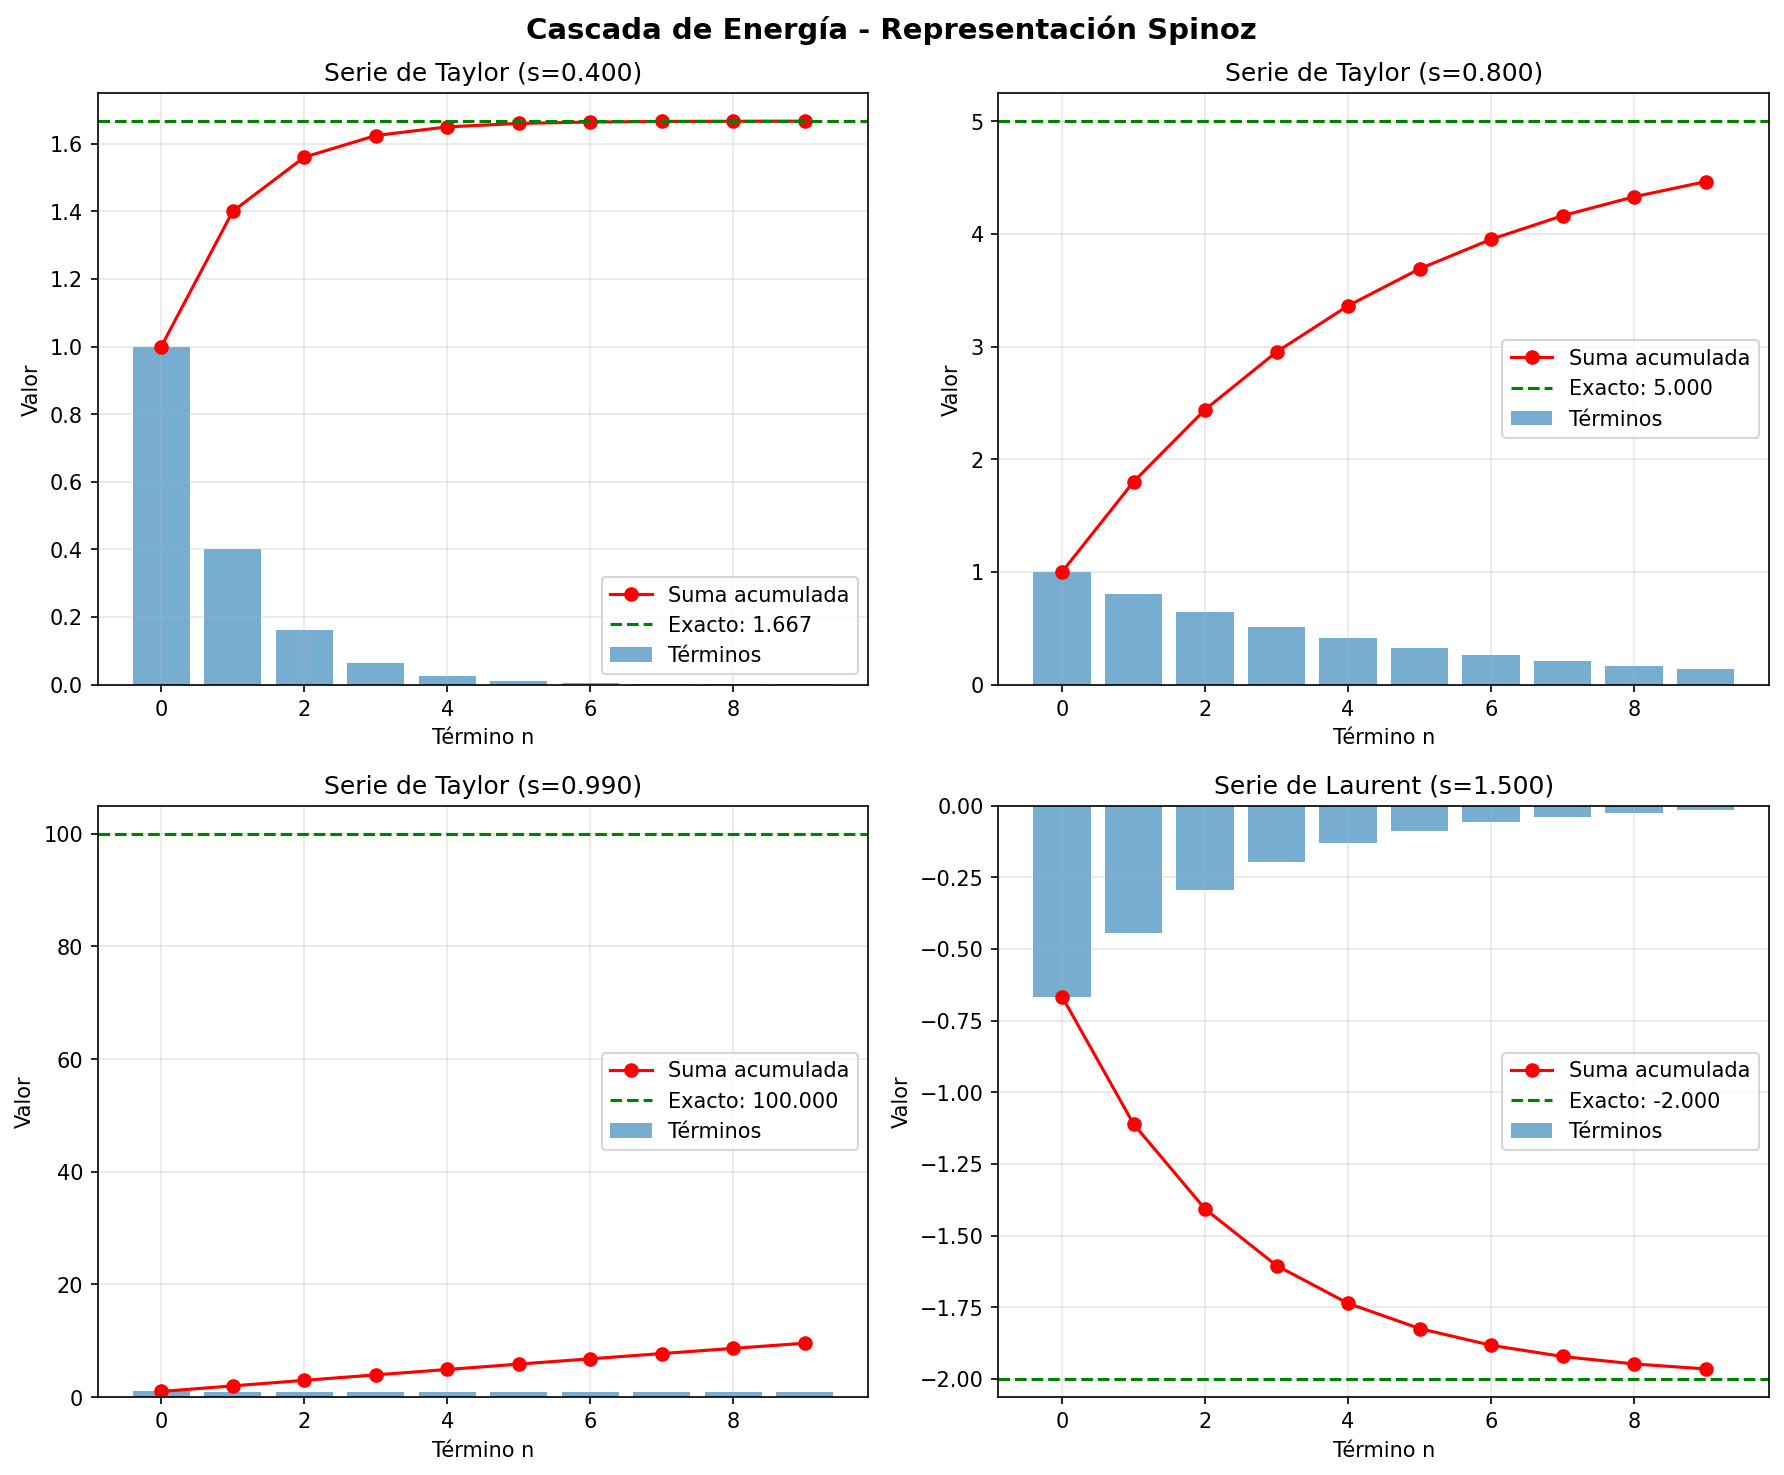 Cascada de Energía - Representación Spinoz
Serie de Taylor (s=0.400)
Valor
1.6
1.4
1.2
1.0
0.8
0.6
0.4
0.2
0.0
Suma acumulada
Exacto: 1.667
Términos
0 2 4 6 8
Término n
Serie de Taylor (s=0.800)
Valor
5
4
3
2
1
0
Suma acumulada
Exacto: 5.000
Términos
0 2 4 6 8
Término n
Serie de Taylor (s=0.990)
Valor
100
80
60
40
20
0
Suma acumulada
Exacto: 100.000
Términos
0 2 4 6 8
Término n
Serie de Laurent (s=1.500)
Valor
0.00
−0.25
−0.50
−0.75
−1.00
−1.25
−1.50
−1.75
−2.00
Suma acumulada
Exacto: -2.000
Términos
0 2 4 6 8
Término n